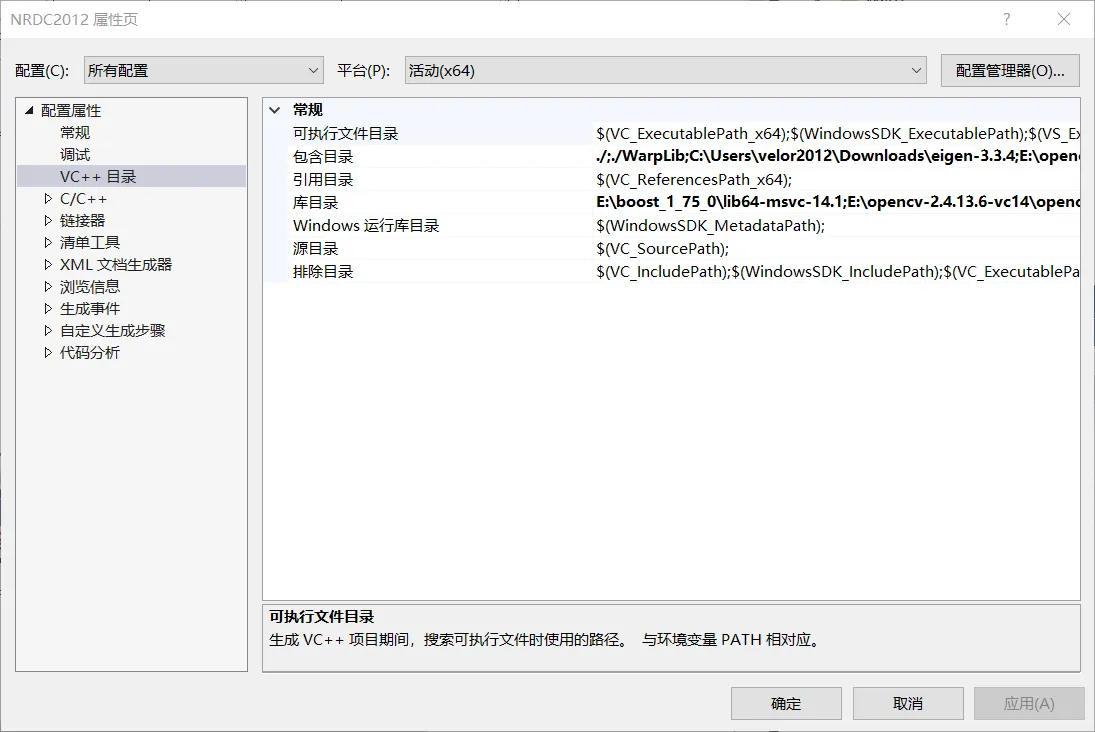 NRDC2012 属性页
?
配置(C):
所有配置
平台(P):
活动(x64)
配置管理器(O)...
配置属性
常规
调试
VC++ 目录
C/C++
链接器
清单工具
XML 文档生成器
浏览信息
生成事件
自定义生成步骤
代码分析
常规
可执行文件目录 $(VC_ExecutablePath_x64);$(WindowsSDK_ExecutablePath);$(VS_Ex
包含目录 ./;./WarpLib;C:\Users\velor2012\Downloads\eigen-3.3.4;E:\openc
引用目录 $(VC_ReferencesPath_x64);
库目录 E:\boost_1_75_0\lib64-msvc-14.1;E:\opencv-2.4.13.6-vc14\openc
Windows 运行库目录 $(WindowsSDK_MetadataPath);
源目录 $(VC_SourcePath);
排除目录 $(VC_IncludePath);$(WindowsSDK_IncludePath);$(VC_ExecutablePa
可执行文件目录
生成 VC++ 项目期间，搜索可执行文件时使用的路径。 与环境变量 PATH 相对应。
确定
取消
应用(A)